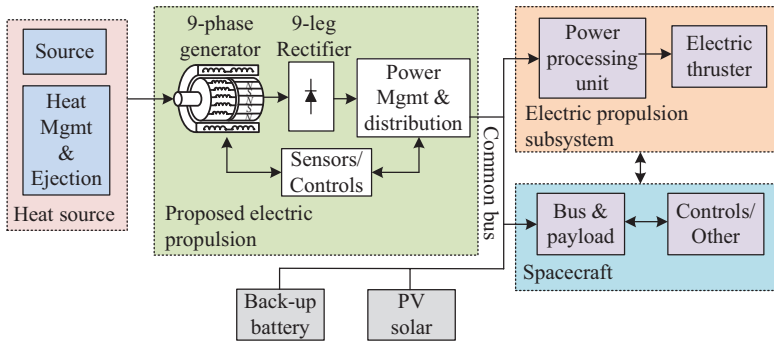 Source
Heat
Mgmt
&
Ejection
Heat source
9-phase
generator
9-leg
Rectifier
Power
Mgmt &
distribution
Sensors/
Controls
Proposed electric
propulsion
Common bus
Back-up
battery
PV
solar
Power
processing
unit
Electric
thruster
Electric propulsion
subsystem
Bus &
payload
Controls/
Other
Spacecraft